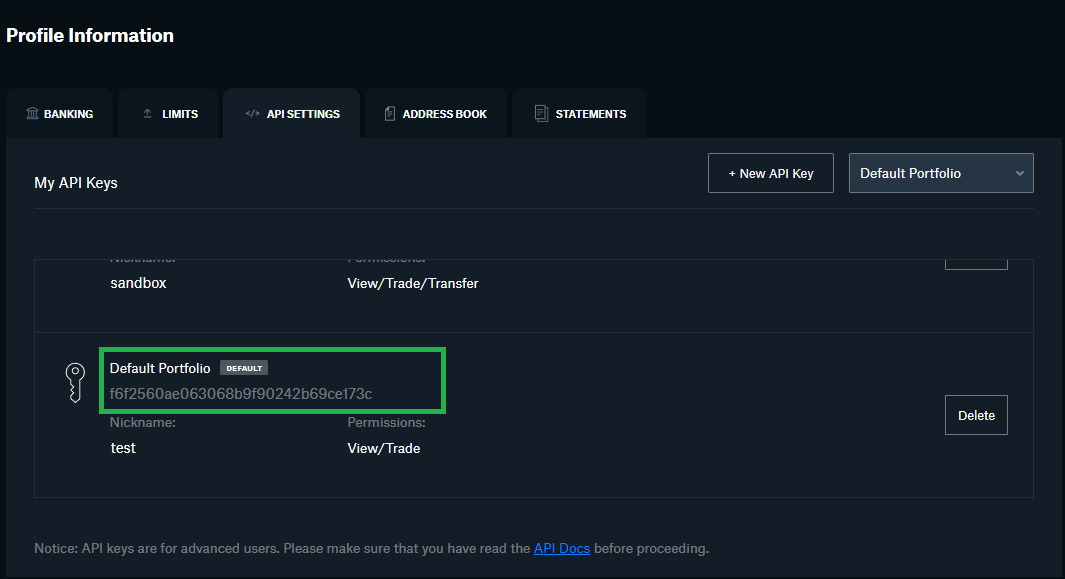 Profile Information
BANKING
LIMITS
</> API SETTINGS
ADDRESS BOOK
STATEMENTS
My API Keys
+ New API Key
Default Portfolio
Nickname: Permissions:
sandbox View/Trade/Transfer
Default Portfolio DEFAULT
f6f2560ae063068b9f90242b69ce173c
Nickname: Permissions:
test View/Trade
Delete
Notice: API keys are for advanced users. Please make sure that you have read the API Docs before proceeding.